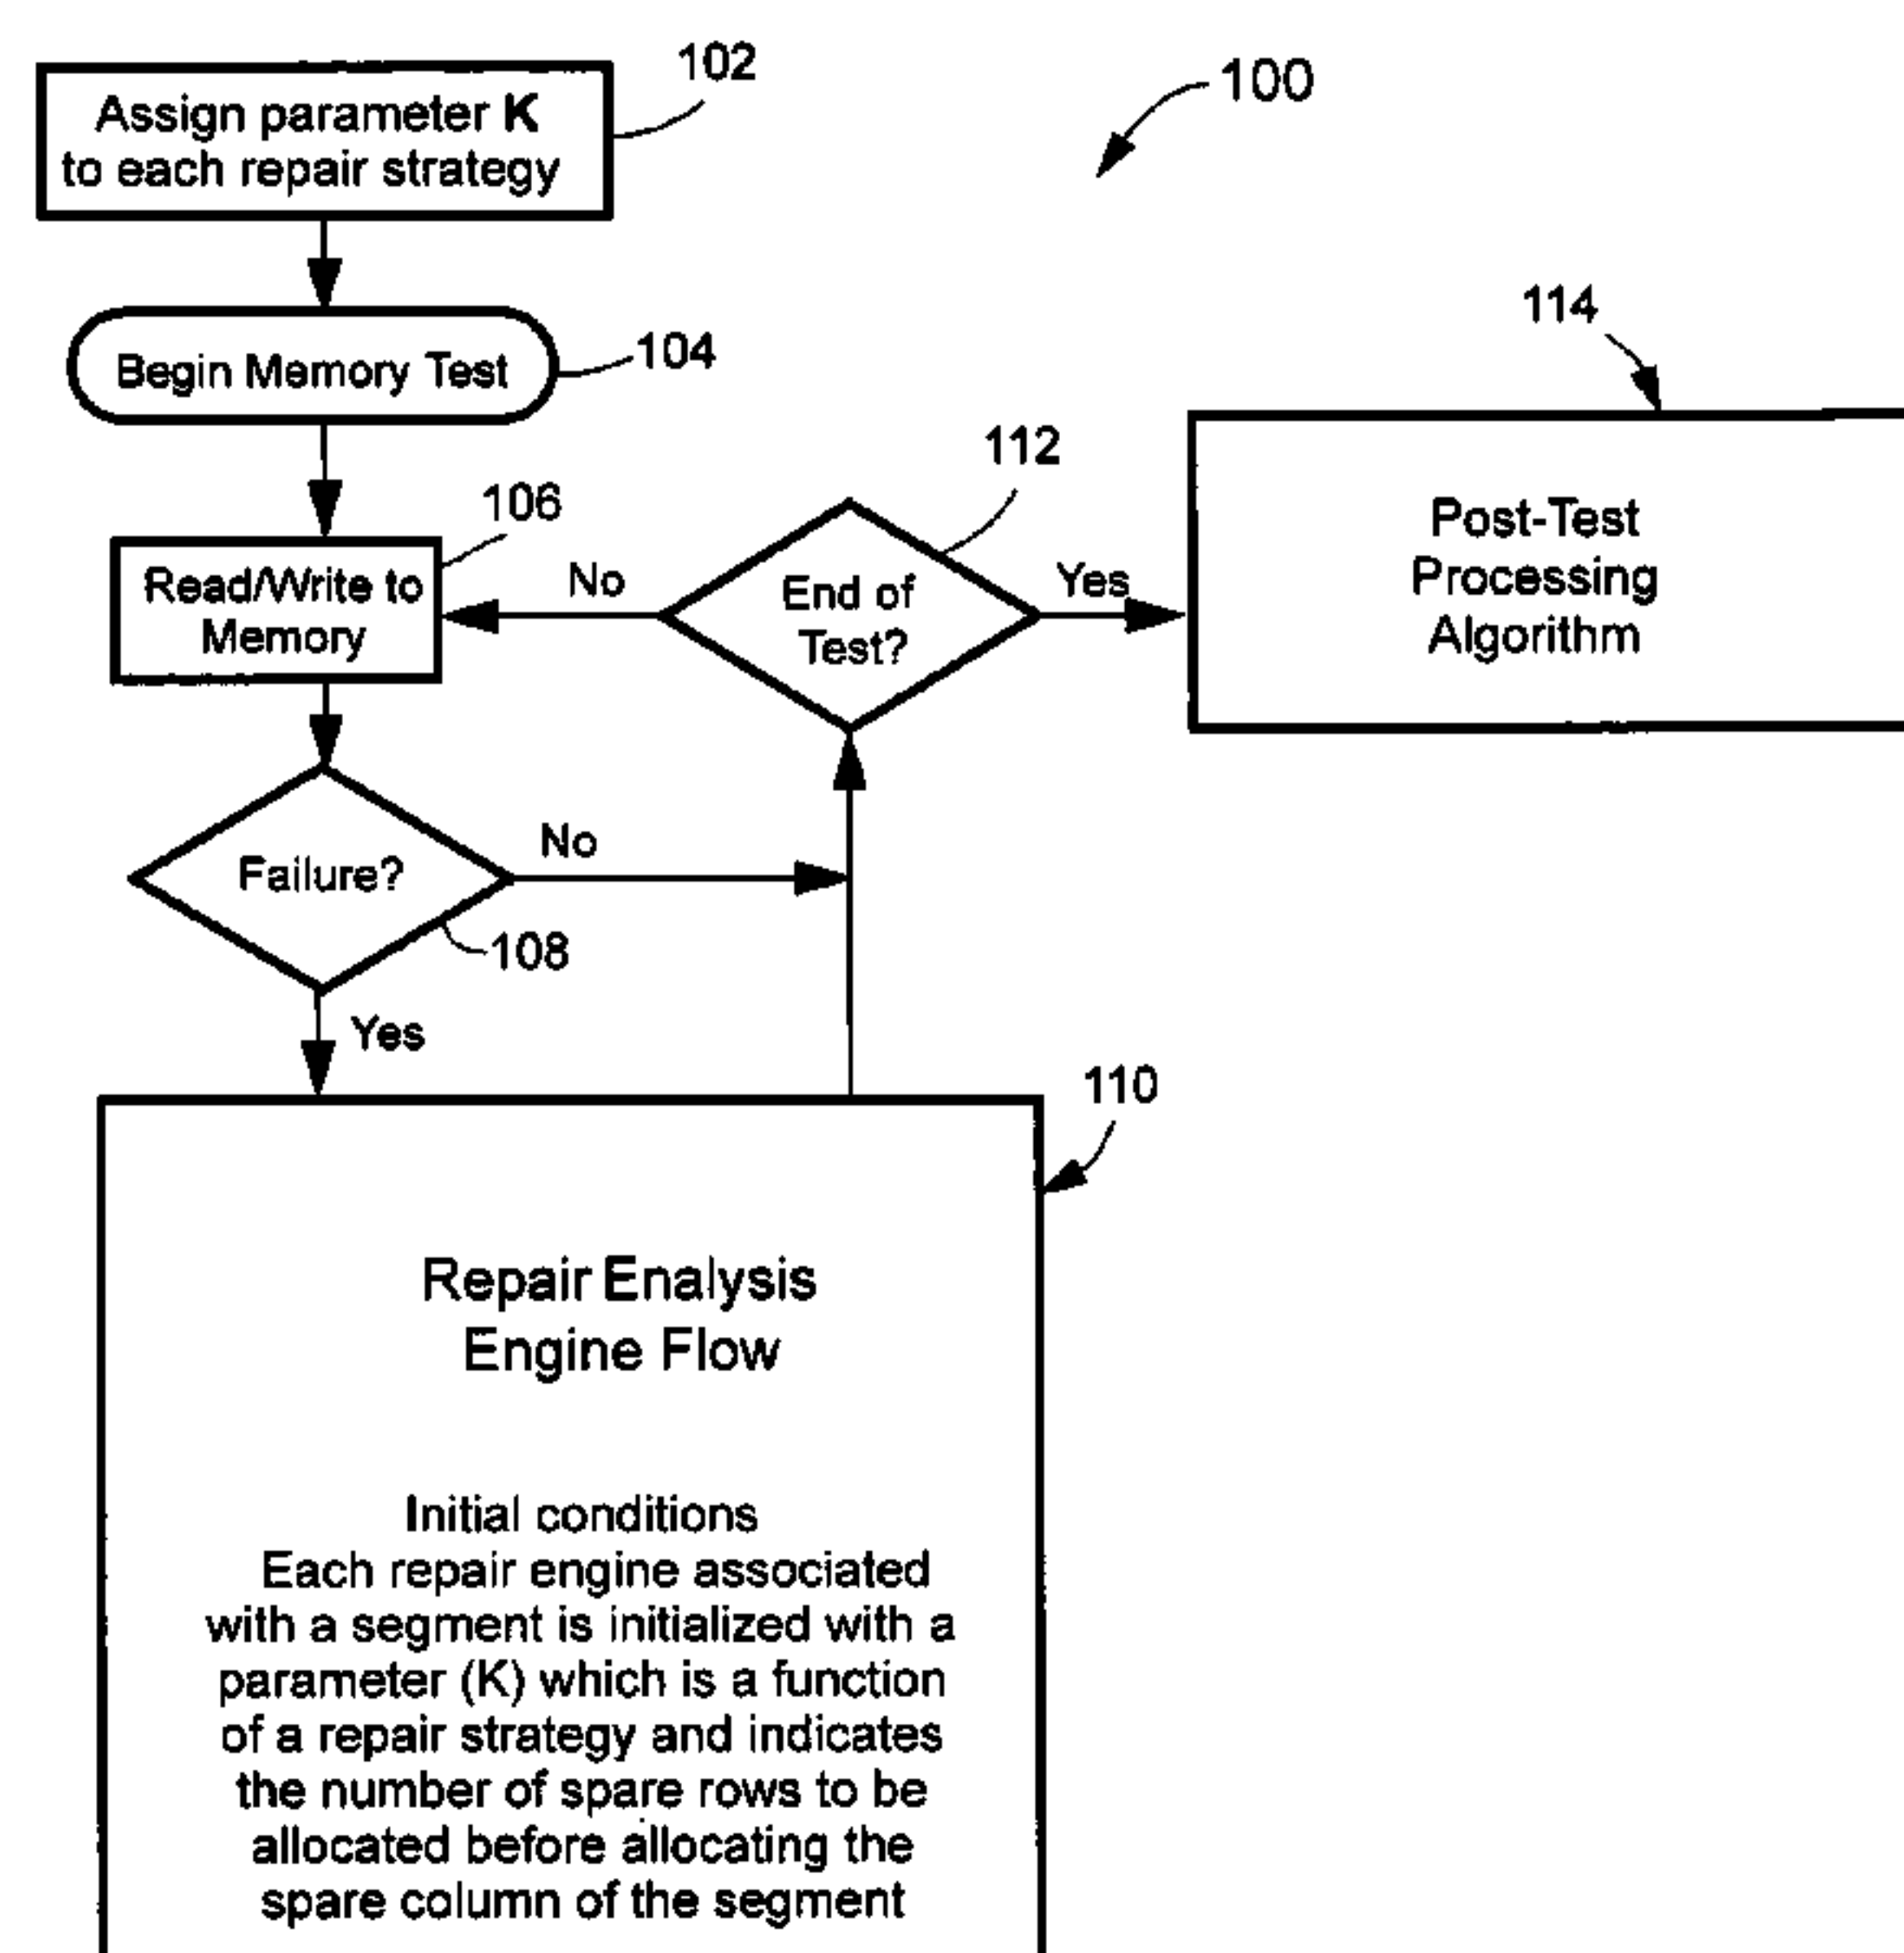 102
100
Assign parameter K
to each repair strategy
114
Begin Memory Test
104
112
106
Read/Write to
Memory
No
End of
Test?
Yes
Post-Test
Processing
Algorithm
Failure?
No
108
Yes
110
Repair Enalysis
Engine Flow
Initial conditions
Each repair engine associated
with a segment is initialized with a
parameter (K) which is a function
of a repair strategy and indicates
the number of spare rows to be
allocated before allocating the
spare column of the segment